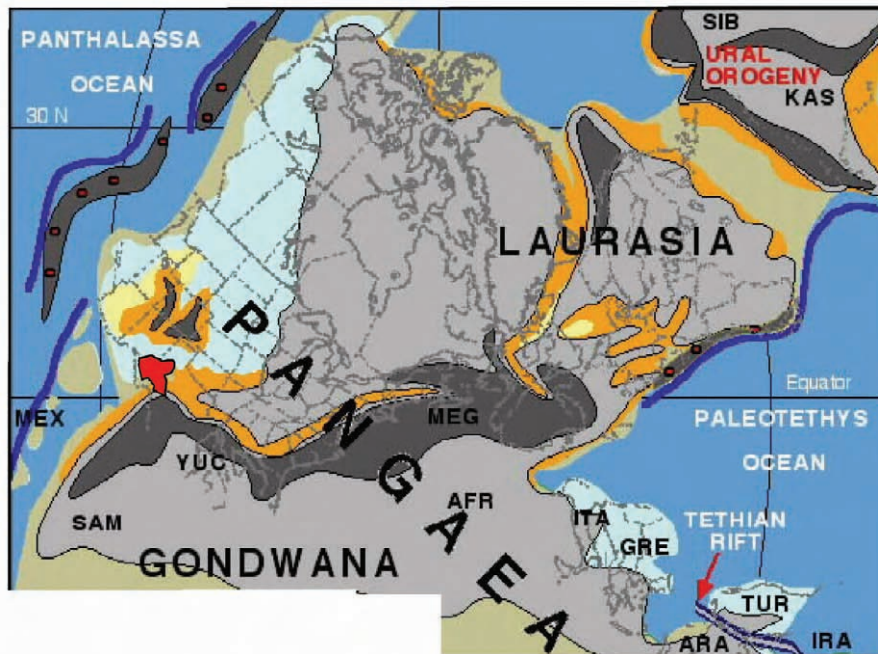 PANTHALASSA
OCEAN
SIB
URAL
OROGENY
KAS
30 N
LAURASIA
PANGAEA
Equator
MEX
MEG
PALEOTETHYS
OCEAN
YUC
SAM
AFR
ITA
GRE
TETHIAN
RIFT
GONDWANA
TUR
ARA
IRA